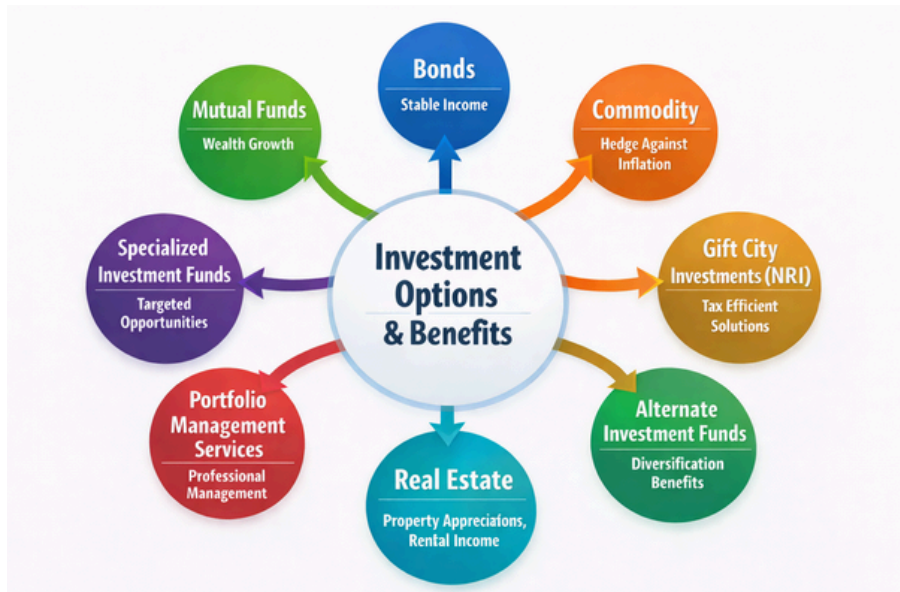 Investment
Options
& Benefits
Bonds
Stable Income
Commodity
Hedge Against
Inflation
Gift City
Investments (NRI)
Tax Efficient
Solutions
Alternate
Investment Funds
Diversification
Benefits
Real Estate
Property Appreciaions,
Rental Income
Portfolio
Management
Services
Professional
Management
Specialized
Investment Funds
Targeted
Opportunities
Mutual Funds
Wealth Growth